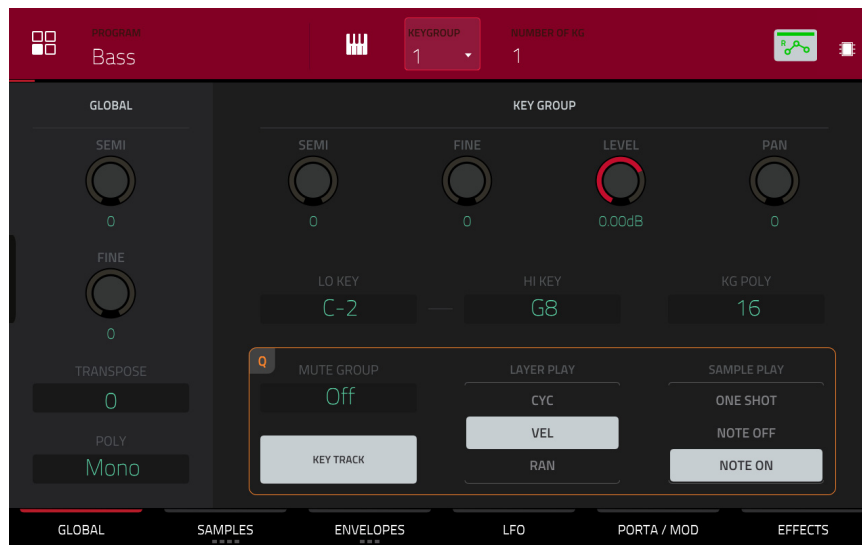 PROGRAM
Bass
KEYGROUP
1
NUMBER OF KG
1
R
GLOBAL
SEMI
0
FINE
0
TRANSPOSE
0
POLY
Mono
KEY GROUP
SEMI
0
FINE
0
LEVEL
0.00dB
PAN
0
LO KEY
C-2
—
HI KEY
G8
KG POLY
16
Q
MUTE GROUP
Off
KEY TRACK
LAYER PLAY
CYC
VEL
RAN
SAMPLE PLAY
ONE SHOT
NOTE OFF
NOTE ON
GLOBAL SAMPLES ENVELOPES LFO PORTA / MOD EFFECTS